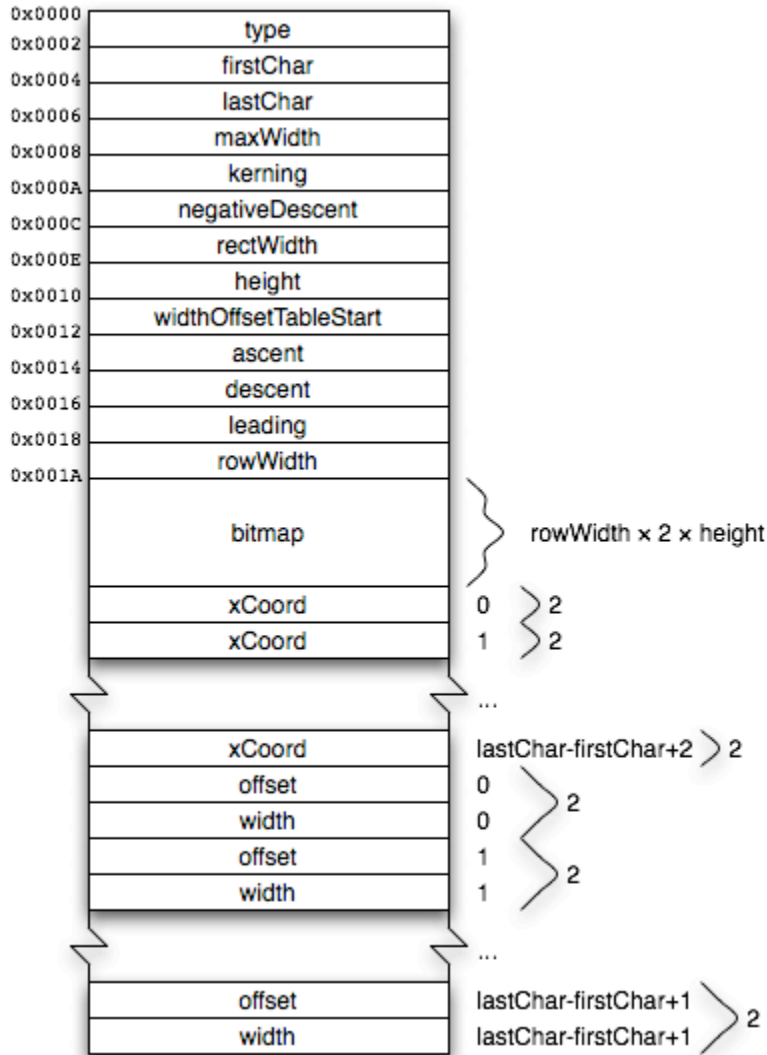 0x0000
type
0x0002
firstChar
0x0004
lastChar
0x0006
maxWidth
0x0008
kerning
0x000A
negativeDescent
0x000C
rectWidth
0x000E
height
0x0010
widthOffsetTableStart
0x0012
ascent
0x0014
descent
0x0016
leading
0x0018
rowWidth
0x001A
bitmap rowWidth × 2 × height
xCoord 0 2
xCoord 1 2
...
xCoord lastChar-firstChar+2 2
offset 0
2
width 0
offset 1
2
width 1
...
offset lastChar-firstChar+1
2
width lastChar-firstChar+1